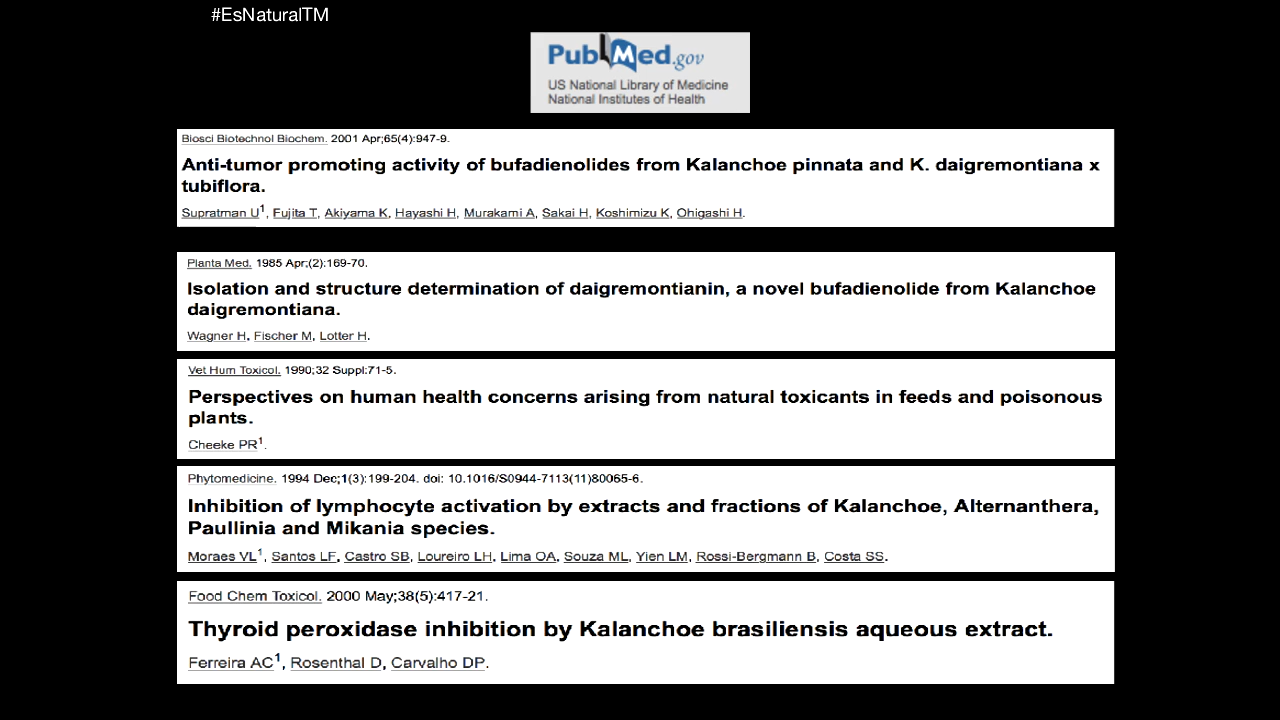 #EsNaturalTM
PubMed.gov
US National Library of Medicine
National Institutes of Health
Biosci Biotechnol Biochem. 2001 Apr;65(4):947-9.
Anti-tumor promoting activity of bufadienolides from Kalanchoe pinnata and K. daigremontiana x
tubiflora.
Supratman U1, Fujita T, Akiyama K, Hayashi H, Murakami A, Sakai H, Koshimizu K, Ohigashi H.
Planta Med. 1985 Apr;(2):169-70.
Isolation and structure determination of daigremontianin, a novel bufadienolide from Kalanchoe
daigremontiana.
Wagner H, Fischer M, Lotter H.
Vet Hum Toxicol. 1990;32 Suppl:71-5.
Perspectives on human health concerns arising from natural toxicants in feeds and poisonous
plants.
Cheeke PR1.
Phytomedicine. 1994 Dec;1(3):199-204. doi: 10.1016/S0944-7113(11)80065-6.
Inhibition of lymphocyte activation by extracts and fractions of Kalanchoe, Alternanthera,
Paullinia and Mikania species.
Moraes VL1, Santos LF, Castro SB, Loureiro LH, Lima OA, Souza ML, Yien LM, Rossi-Bergmann B, Costa SS.
Food Chem Toxicol. 2000 May;38(5):417-21.
Thyroid peroxidase inhibition by Kalanchoe brasiliensis aqueous extract.
Ferreira AC1, Rosenthal D, Carvalho DP.